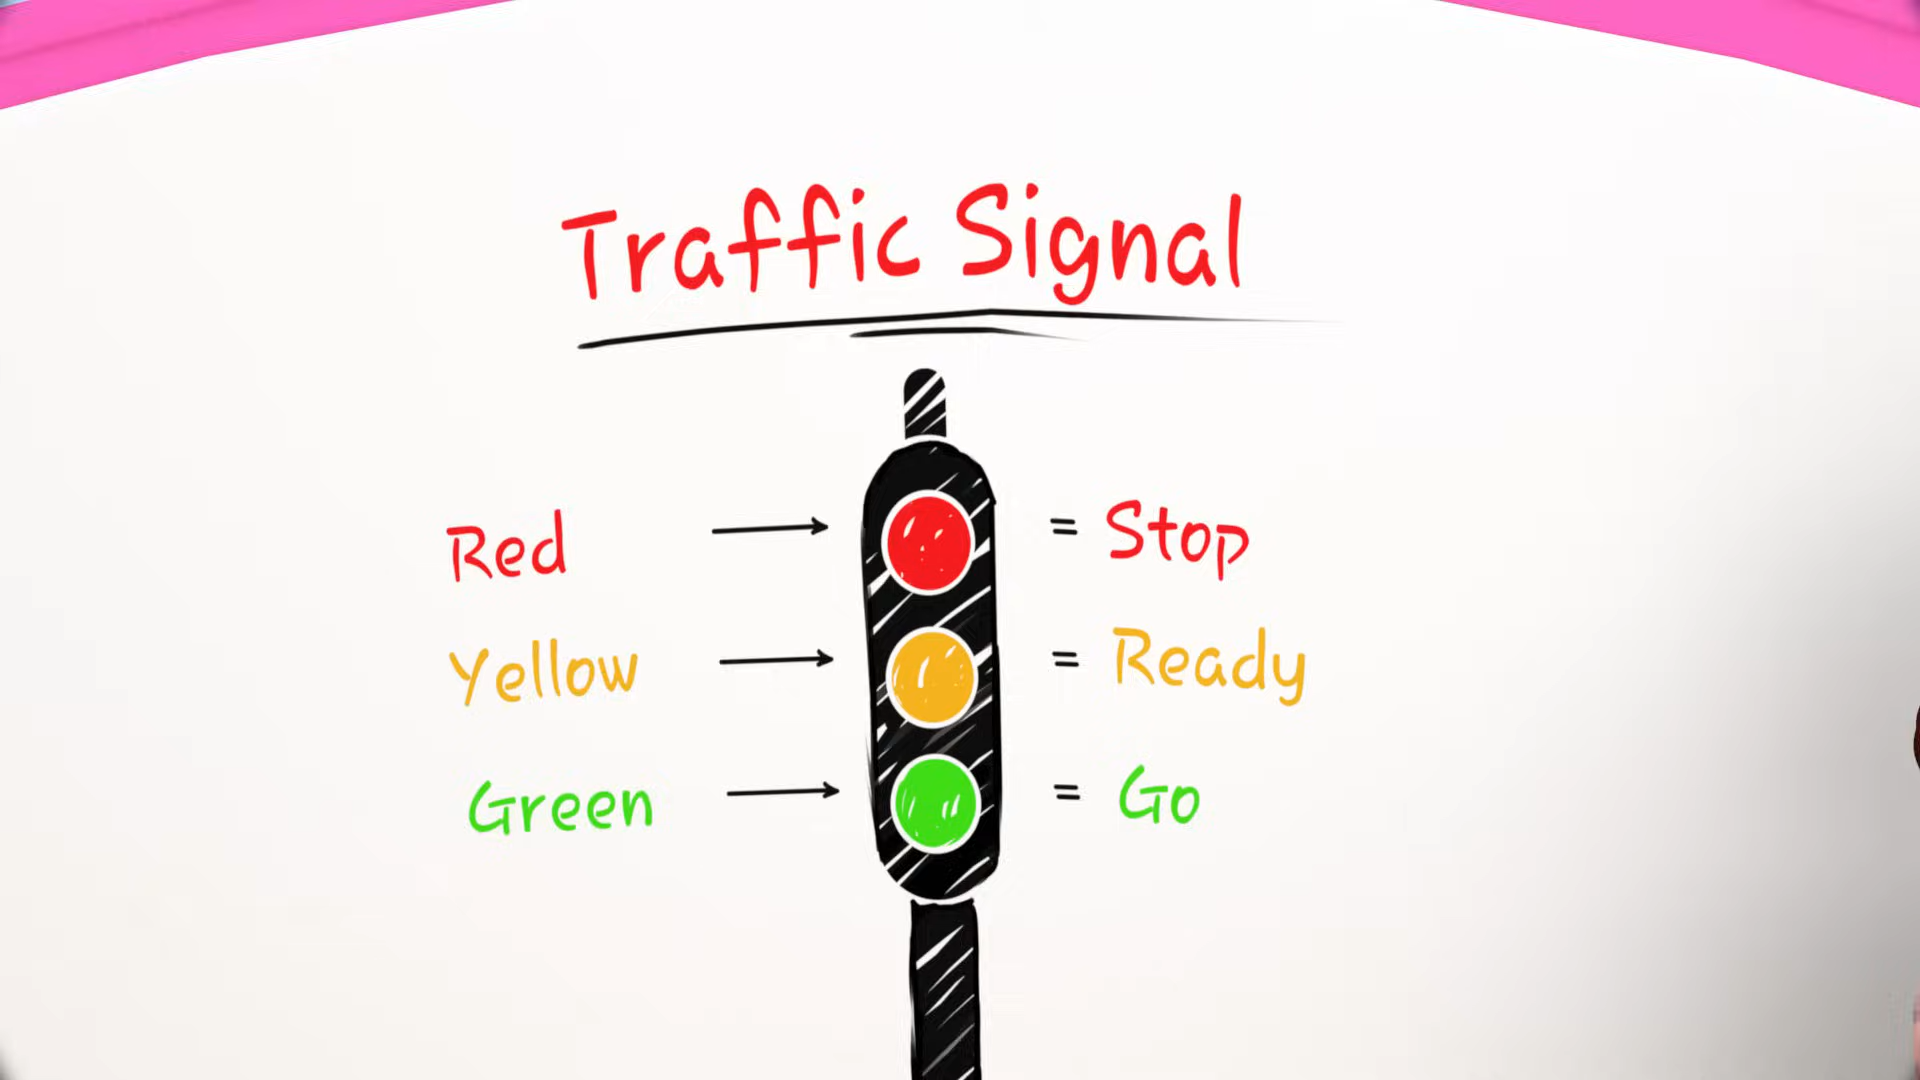 Traffic Signal
Red → = Stop
Yellow → = Ready
Green → = Go